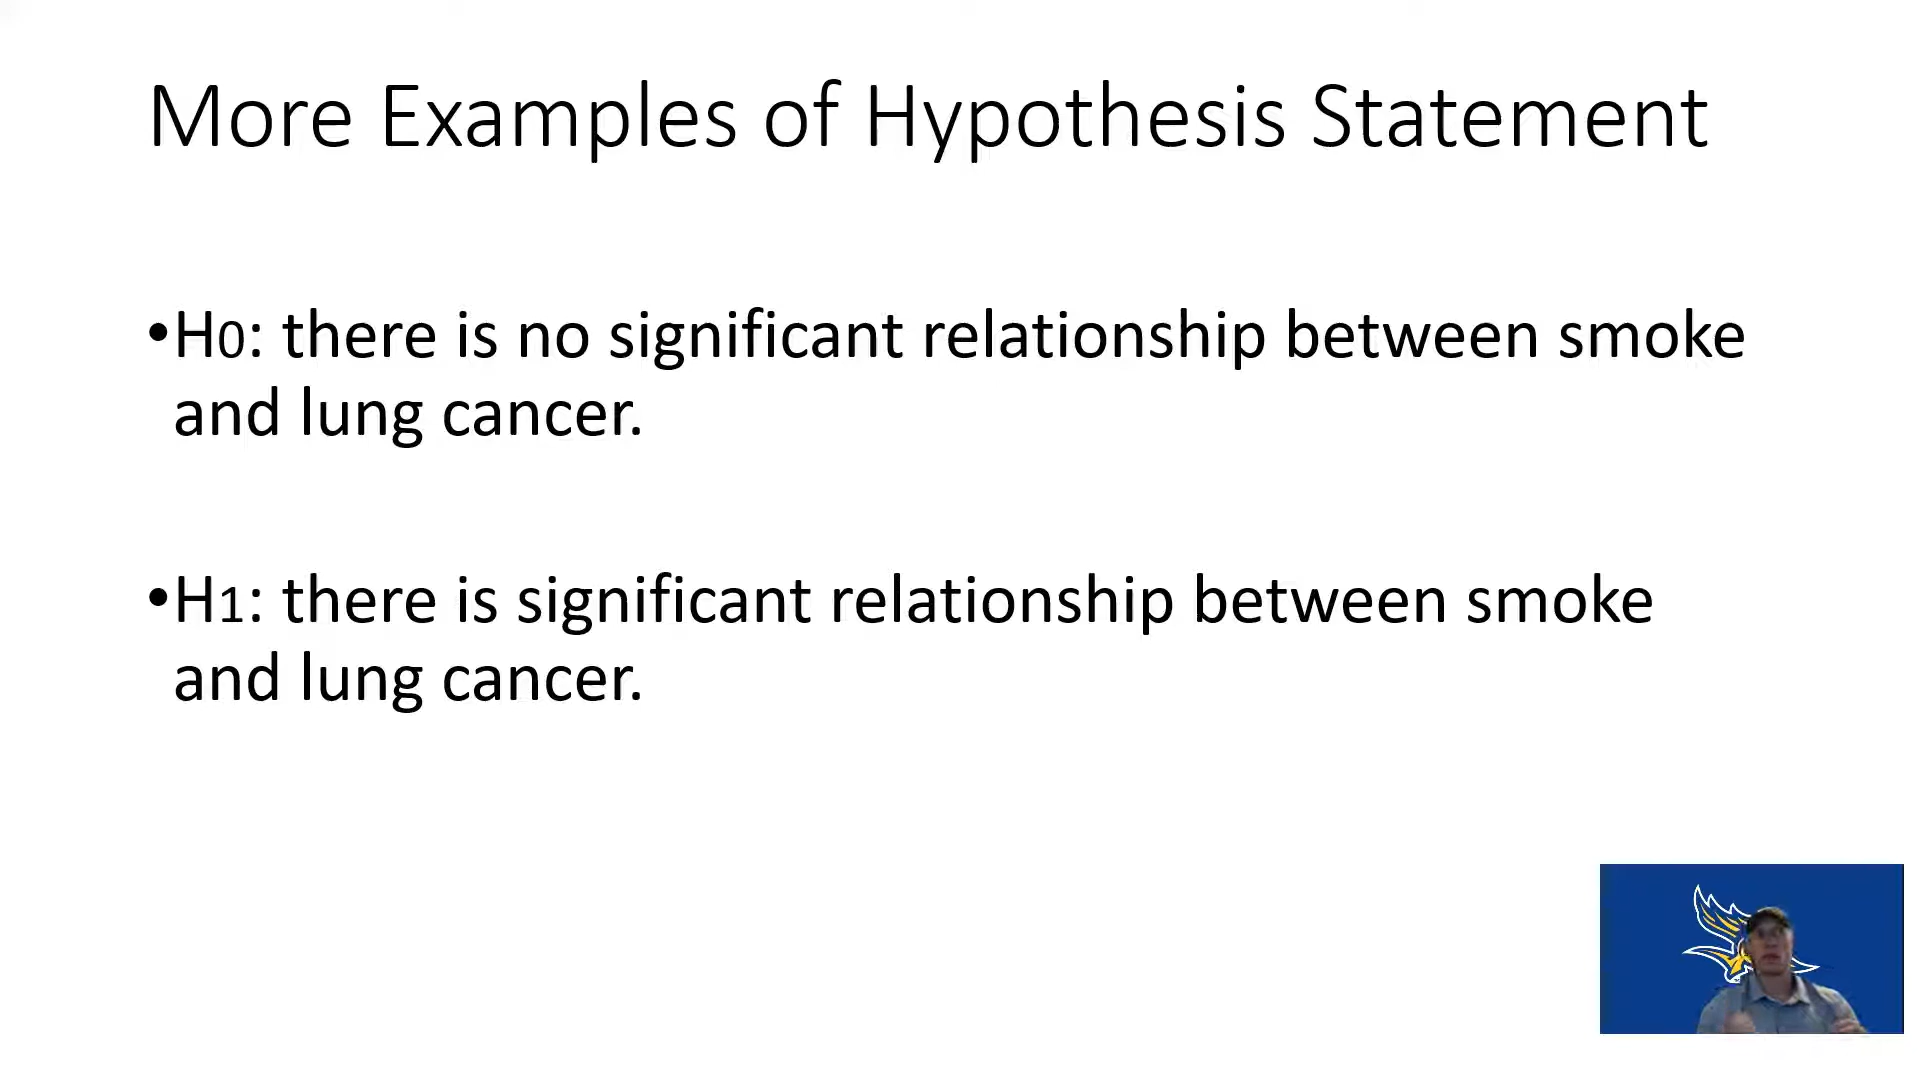 More Examples of Hypothesis Statement
•H0: there is no significant relationship between smoke
and lung cancer.
•H1: there is significant relationship between smoke
and lung cancer.